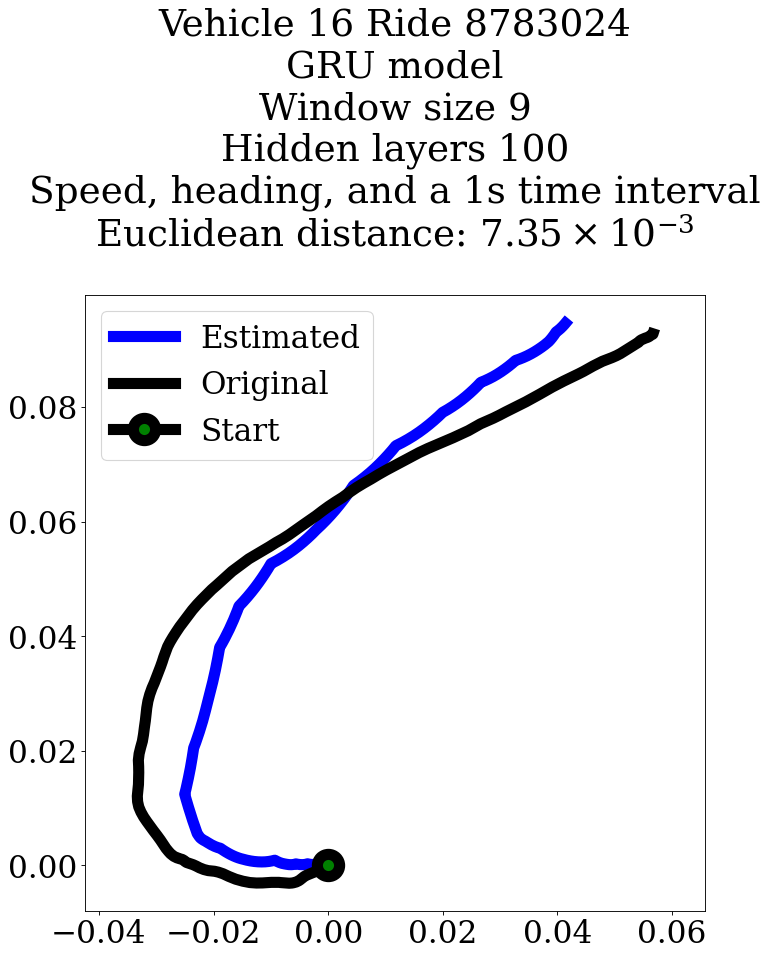 Vehicle 16 Ride 8783024
GRU model
Window size 9
Hidden layers 100
Speed, heading, and a 1s time interval
Euclidean distance: 7.35 × 10⁻³
Estimated
Original
Start
0.08
0.06
0.04
0.02
0.00
−0.04 −0.02 0.00 0.02 0.04 0.06